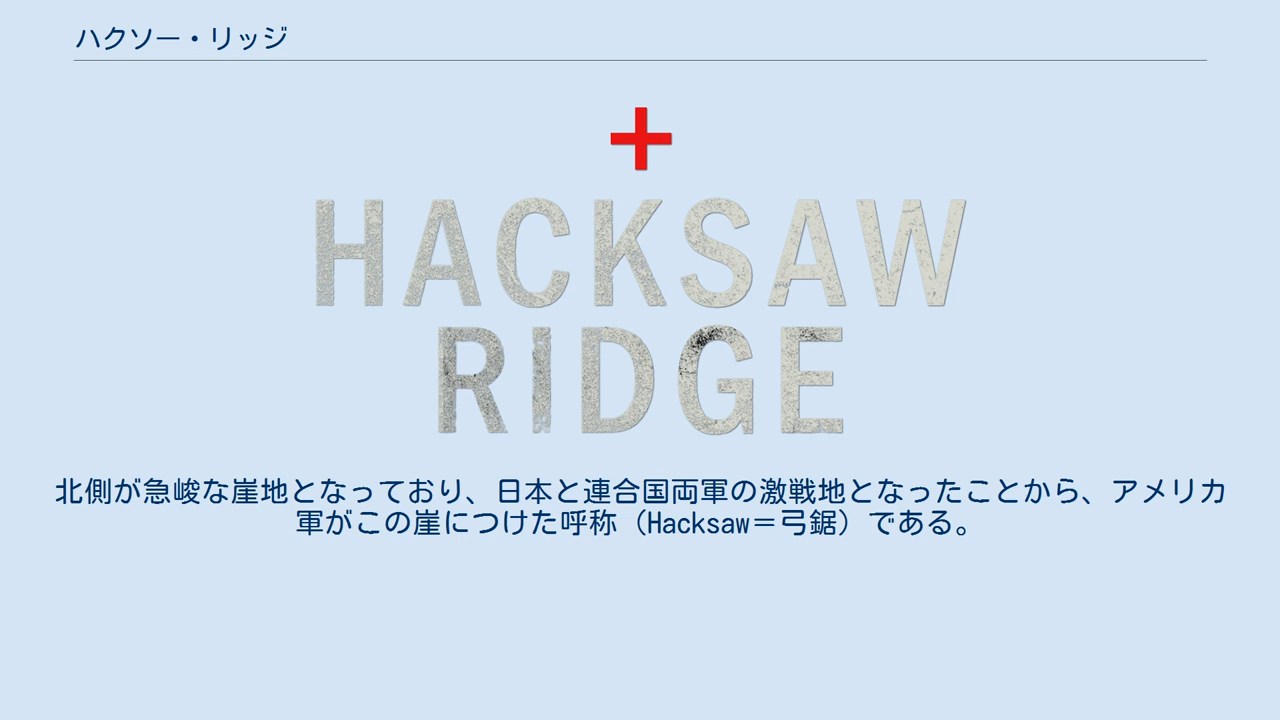 ハクソー・リッジ
HACKSAW
RIDGE
北側が急峻な崖地となっており、日本と連合国両軍の激戦地となったことから、アメリカ
軍がこの崖につけた呼称（Hacksaw＝弓鋸）である。